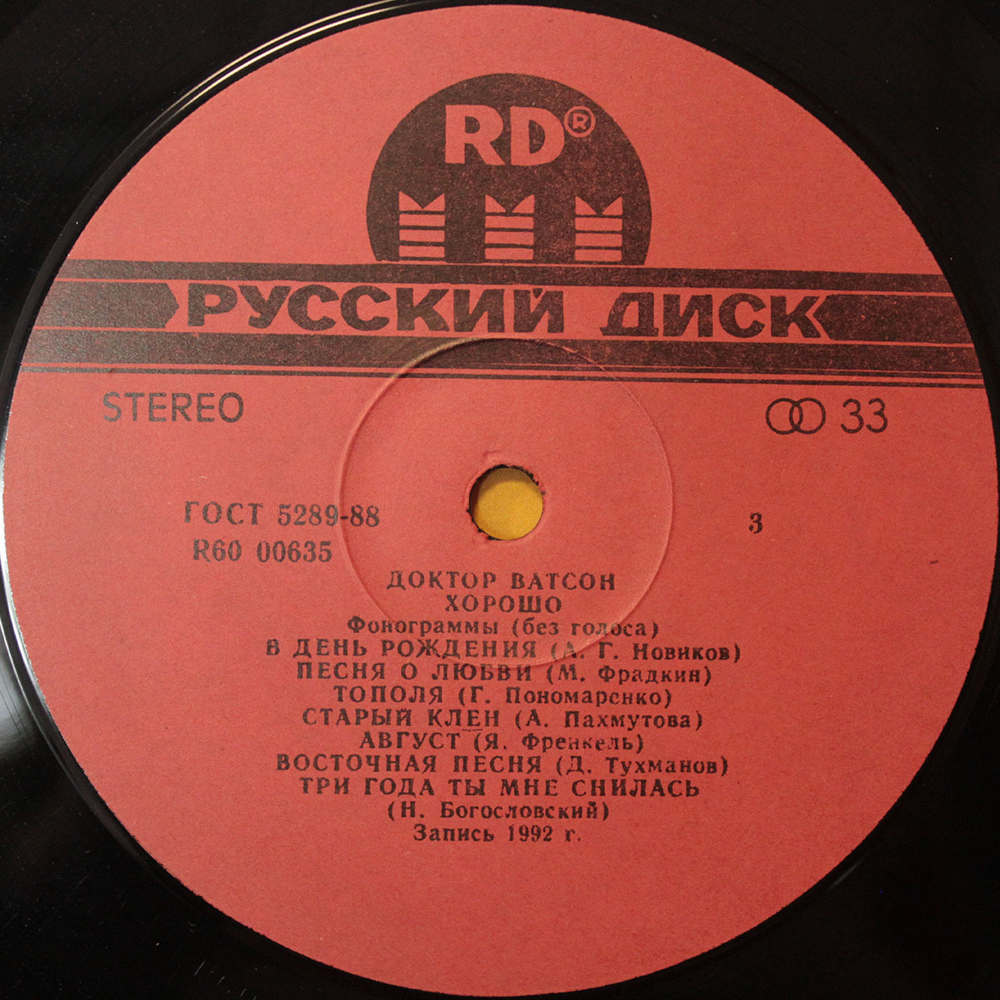 RD®
РУССКИЙ ДИСК
STEREO
33
ГОСТ 5289-88
3
R60 00635
ДОКТОР ВАТСОН
ХОРОШО
Фонограммы (без голоса)
В ДЕНЬ РОЖДЕНИЯ (А. Г. Новиков)
ПЕСНЯ О ЛЮБВИ (М. Фрадкин)
ТОПОЛЯ (Г. Пономаренко)
СТАРЫЙ КЛЕН (А. Пахмутова)
АВГУСТ (Я. Френкель)
ВОСТОЧНАЯ ПЕСНЯ (Д. Тухманов)
ТРИ ГОДА ТЫ МНЕ СНИЛАСЬ
(Н. Богословский)
Запись 1992 г.